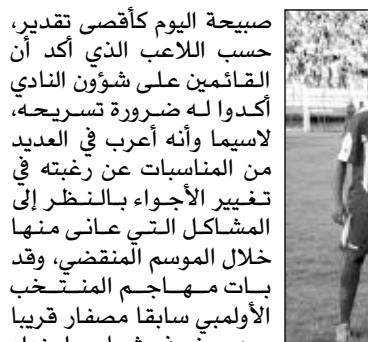 صبيحة اليوم كأقصى تقدير،
حسب اللاعب الذي أكد أن
القائمين على شؤون النادي
أكدوا له ضرورة تسريحه،
لاسيما وأنه أعرب في العديد
من المناسبات عن رغبته في
تغيير الأجواء بالنظر إلى
المشاكل التي عانى منها
خلال الموسم المنقضي، وقد
بات مهاجم المنتخب
الأولمبي سابقا مصفار قريبا